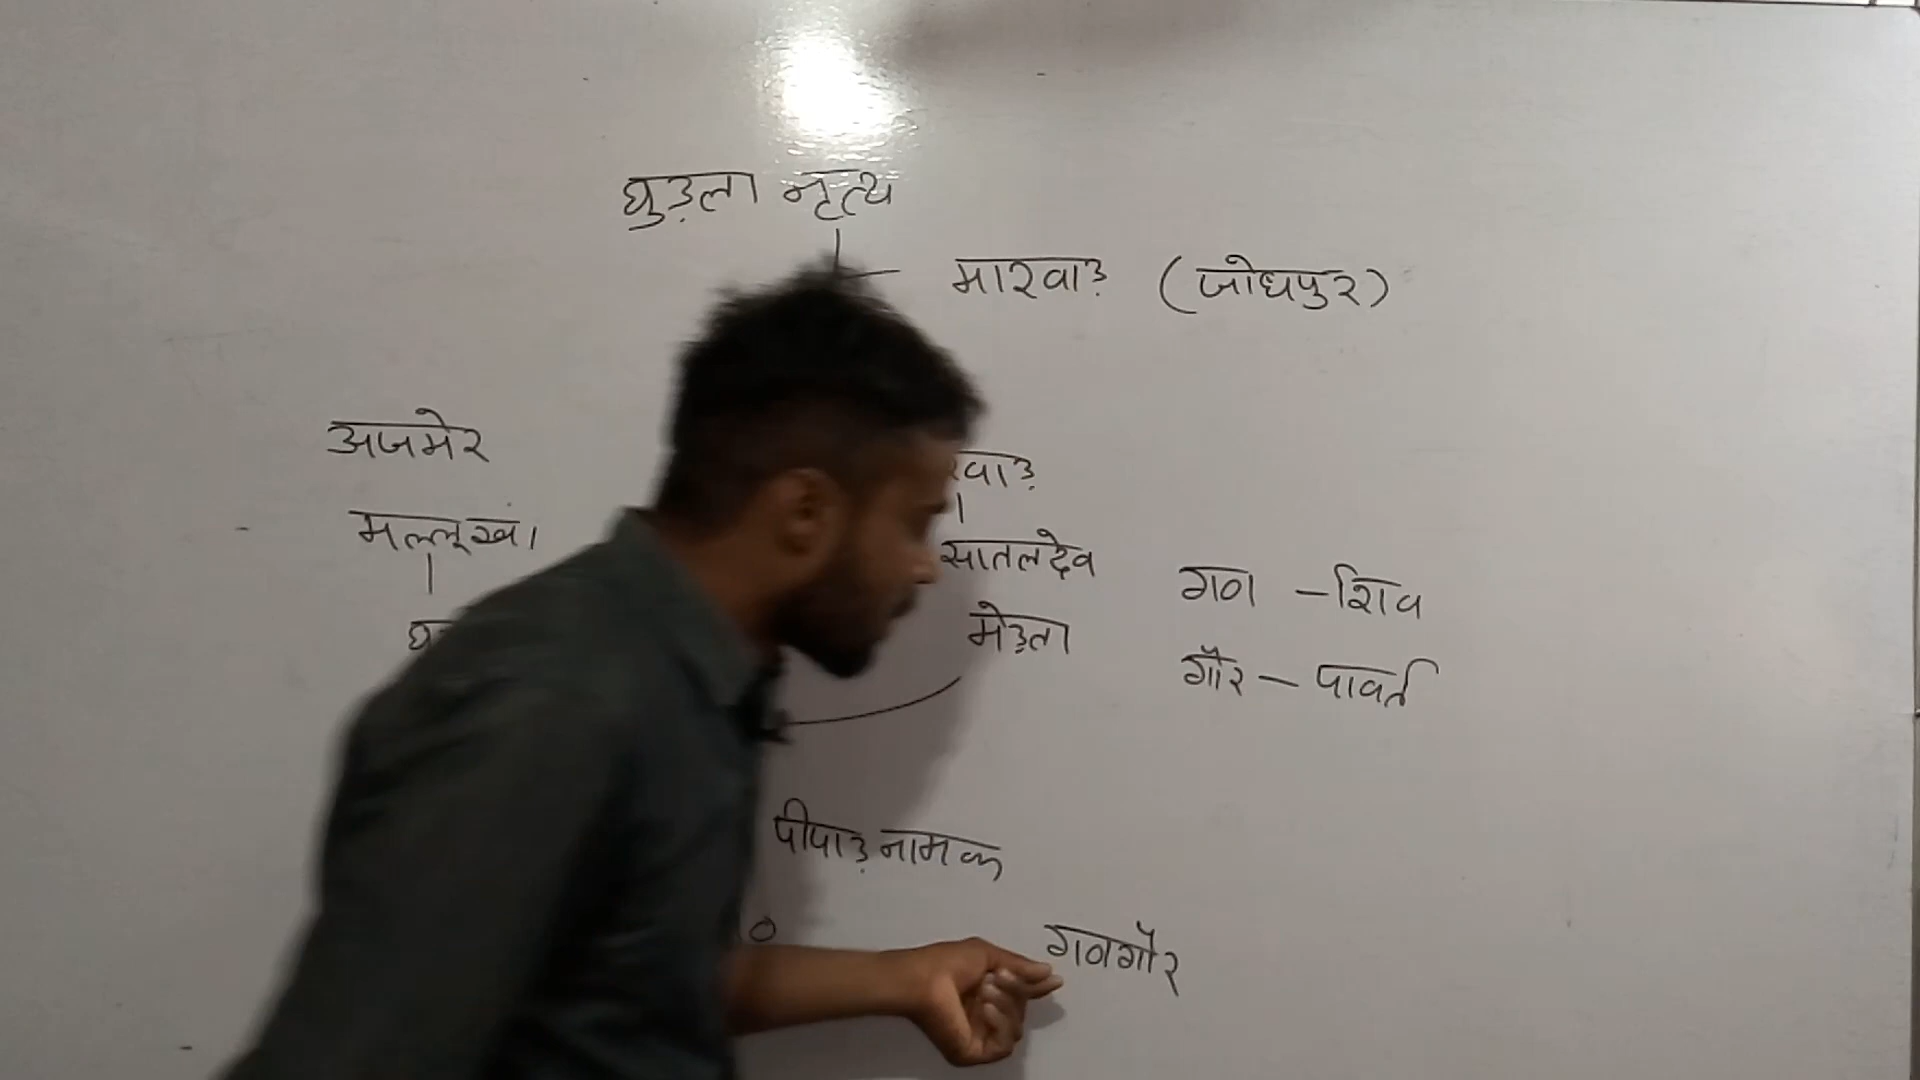 घुड़ला नृत्य
मारवाड़ (जोधपुर)
अजमेर
मल्लूखां
सातलदेव
मेड़ता
गण - शिव
गौर - पार्वती
पीपाड़ नामक
गणगौर